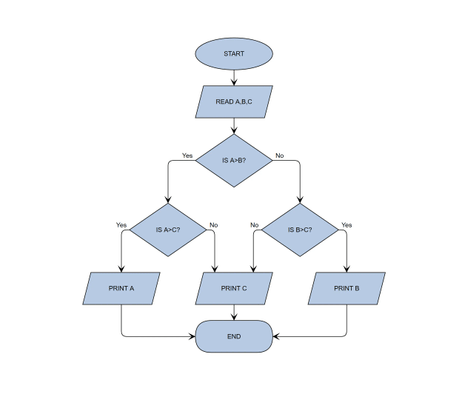 START
READ A,B,C
IS A>B?
Yes
No
IS A>C?
IS B>C?
Yes
No
No
Yes
PRINT A
PRINT C
PRINT B
END